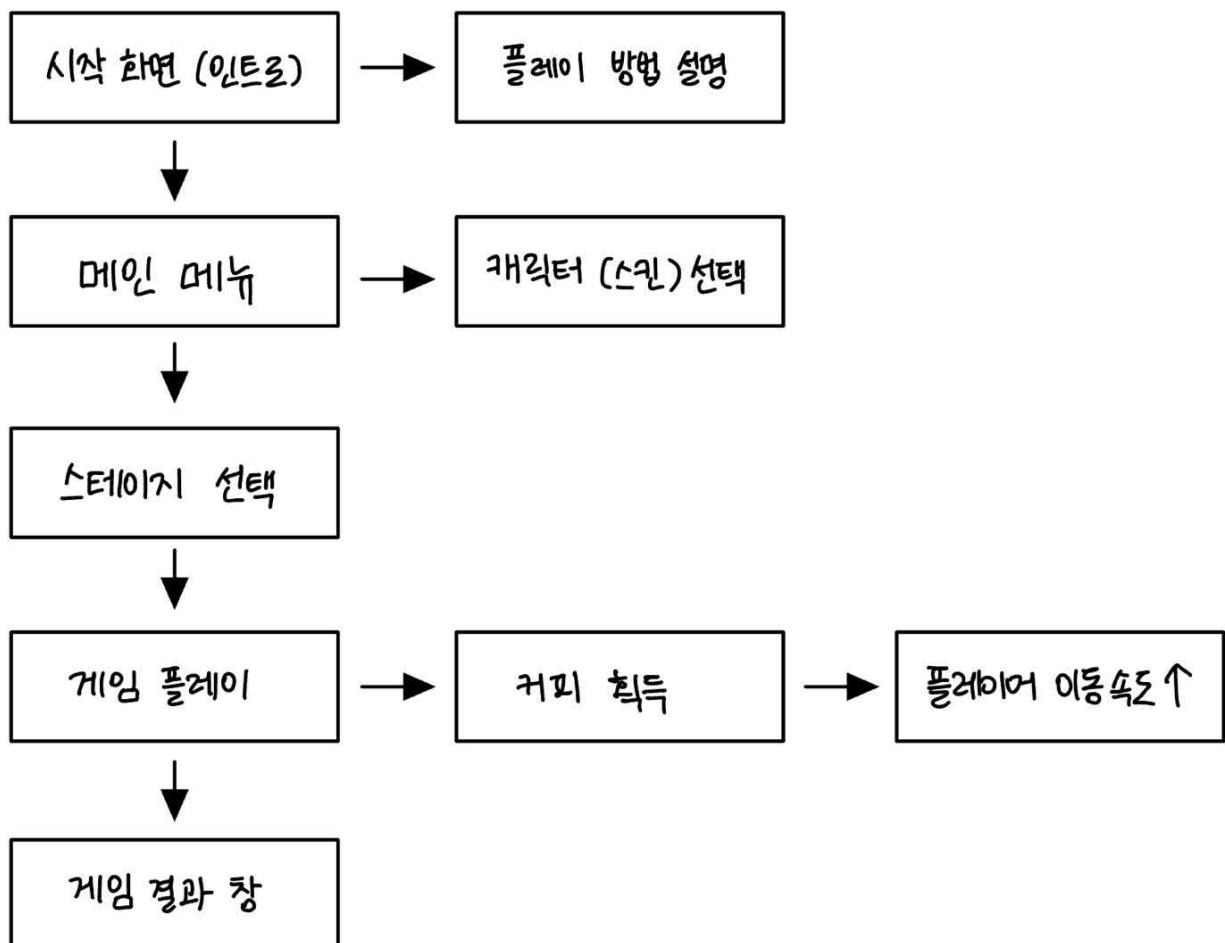 시작 화면 (인트로)
플레이 방법 설명
메인 메뉴
캐릭터 (스킨) 선택
스테이지 선택
게임 플레이
커피 획득
플레이어 이동속도 ↑
게임 결과 창